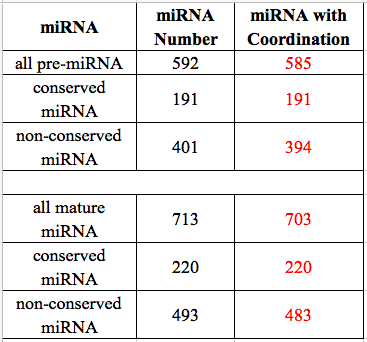 miRNA miRNA Number miRNA with Coordination
all pre-miRNA 592 585
conserved miRNA 191 191
non-conserved miRNA 401 394
all mature miRNA 713 703
conserved miRNA 220 220
non-conserved miRNA 493 483